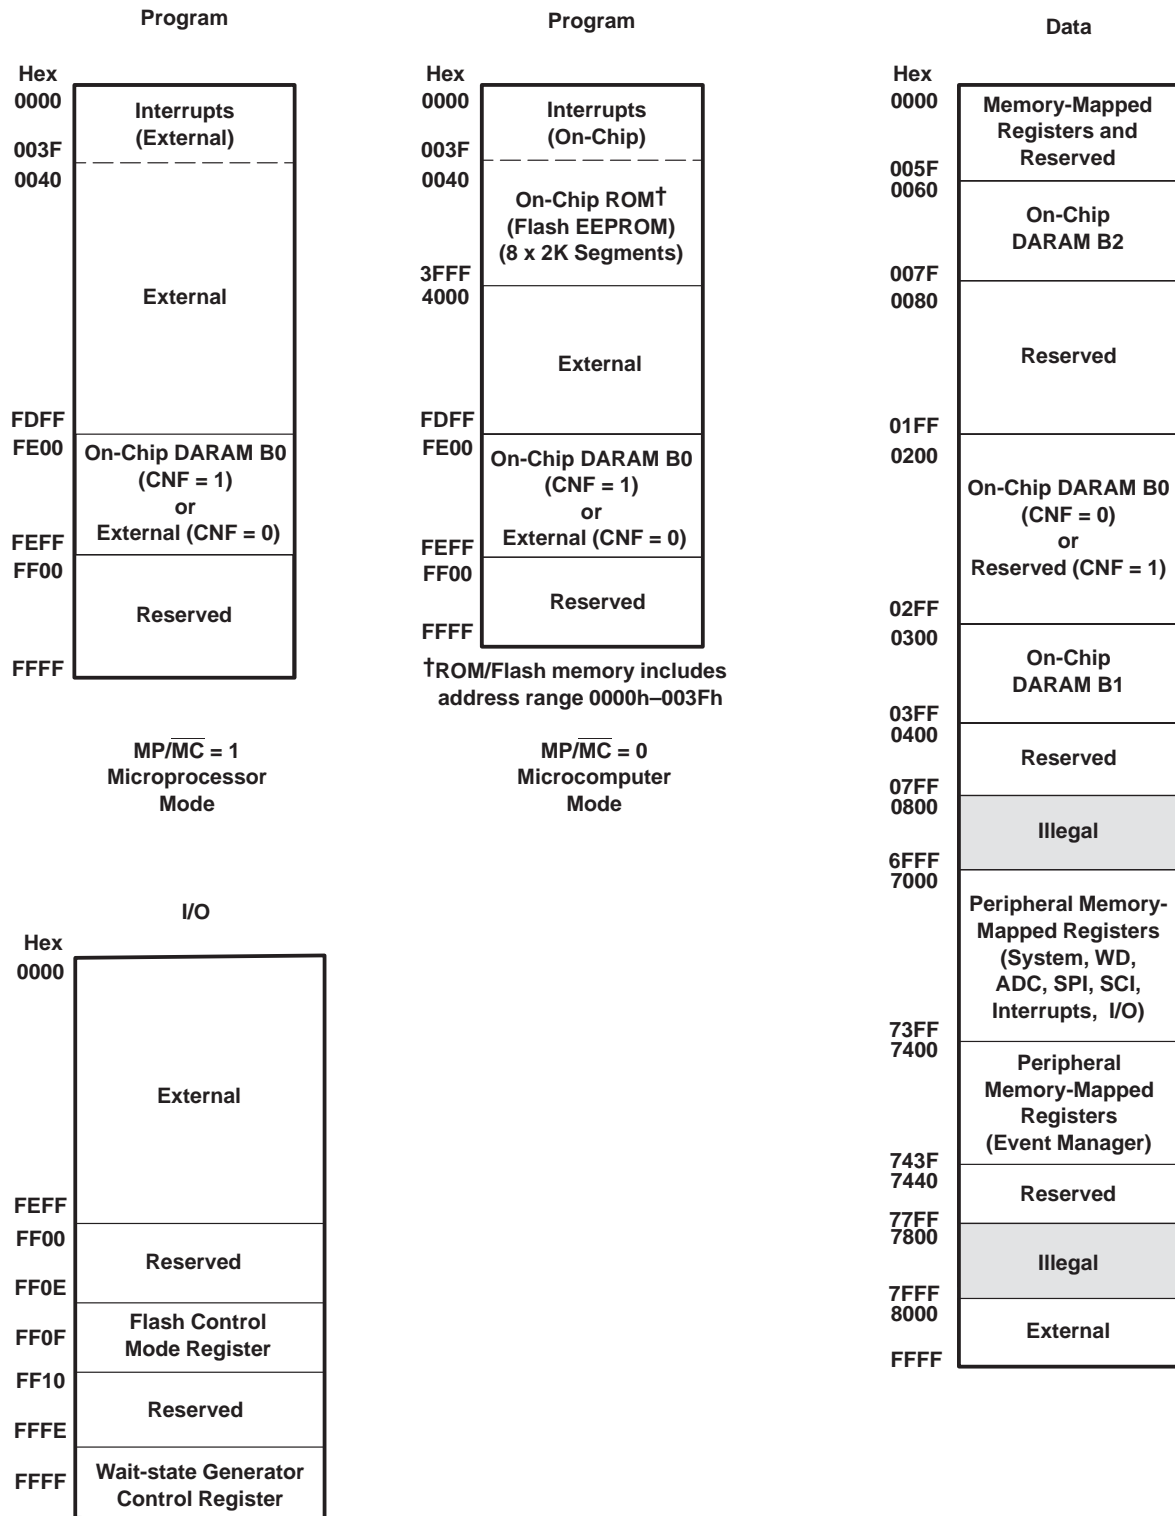 Program
Hex
0000
Interrupts
(External)
003F
0040
External
FDFF
FE00
On-Chip DARAM B0
(CNF = 1)
or
External (CNF = 0)
FEFF
FF00
Reserved
FFFF
MP/MC = 1
Microprocessor
Mode
Program
Hex
0000
Interrupts
(On-Chip)
003F
0040
On-Chip ROM†
(Flash EEPROM)
(8 x 2K Segments)
3FFF
4000
External
FDFF
FE00
On-Chip DARAM B0
(CNF = 1)
or
External (CNF = 0)
FEFF
FF00
Reserved
FFFF
†ROM/Flash memory includes
address range 0000h–003Fh
MP/MC = 0
Microcomputer
Mode
I/O
Hex
0000
External
FEFF
FF00
Reserved
FF0E
Flash Control
Mode Register
FF0F
FF10
Reserved
FFFE
FFFF
Wait-state Generator
Control Register
Data
Hex
0000
Memory-Mapped
Registers and
Reserved
005F
0060
On-Chip
DARAM B2
007F
0080
Reserved
01FF
0200
On-Chip DARAM B0
(CNF = 0)
or
Reserved (CNF = 1)
02FF
0300
On-Chip
DARAM B1
03FF
0400
Reserved
07FF
0800
Illegal
6FFF
7000
Peripheral Memory-
Mapped Registers
(System, WD,
ADC, SPI, SCI,
Interrupts, I/O)
73FF
7400
Peripheral
Memory-Mapped
Registers
(Event Manager)
743F
7440
Reserved
77FF
7800
Illegal
7FFF
8000
External
FFFF